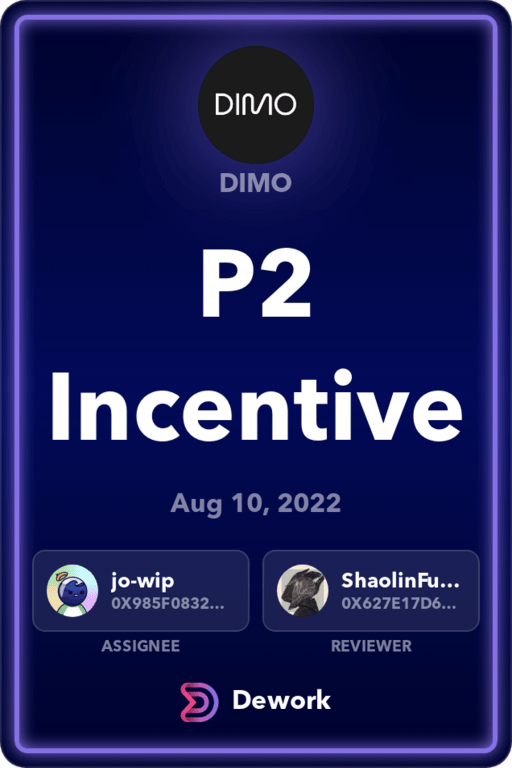 DIMO
DIMO
P2
Incentive
Aug 10, 2022
jo-wip
0X985F0832...
ShaolinFu...
0X627E17D6...
ASSIGNEE
REVIEWER
Dework